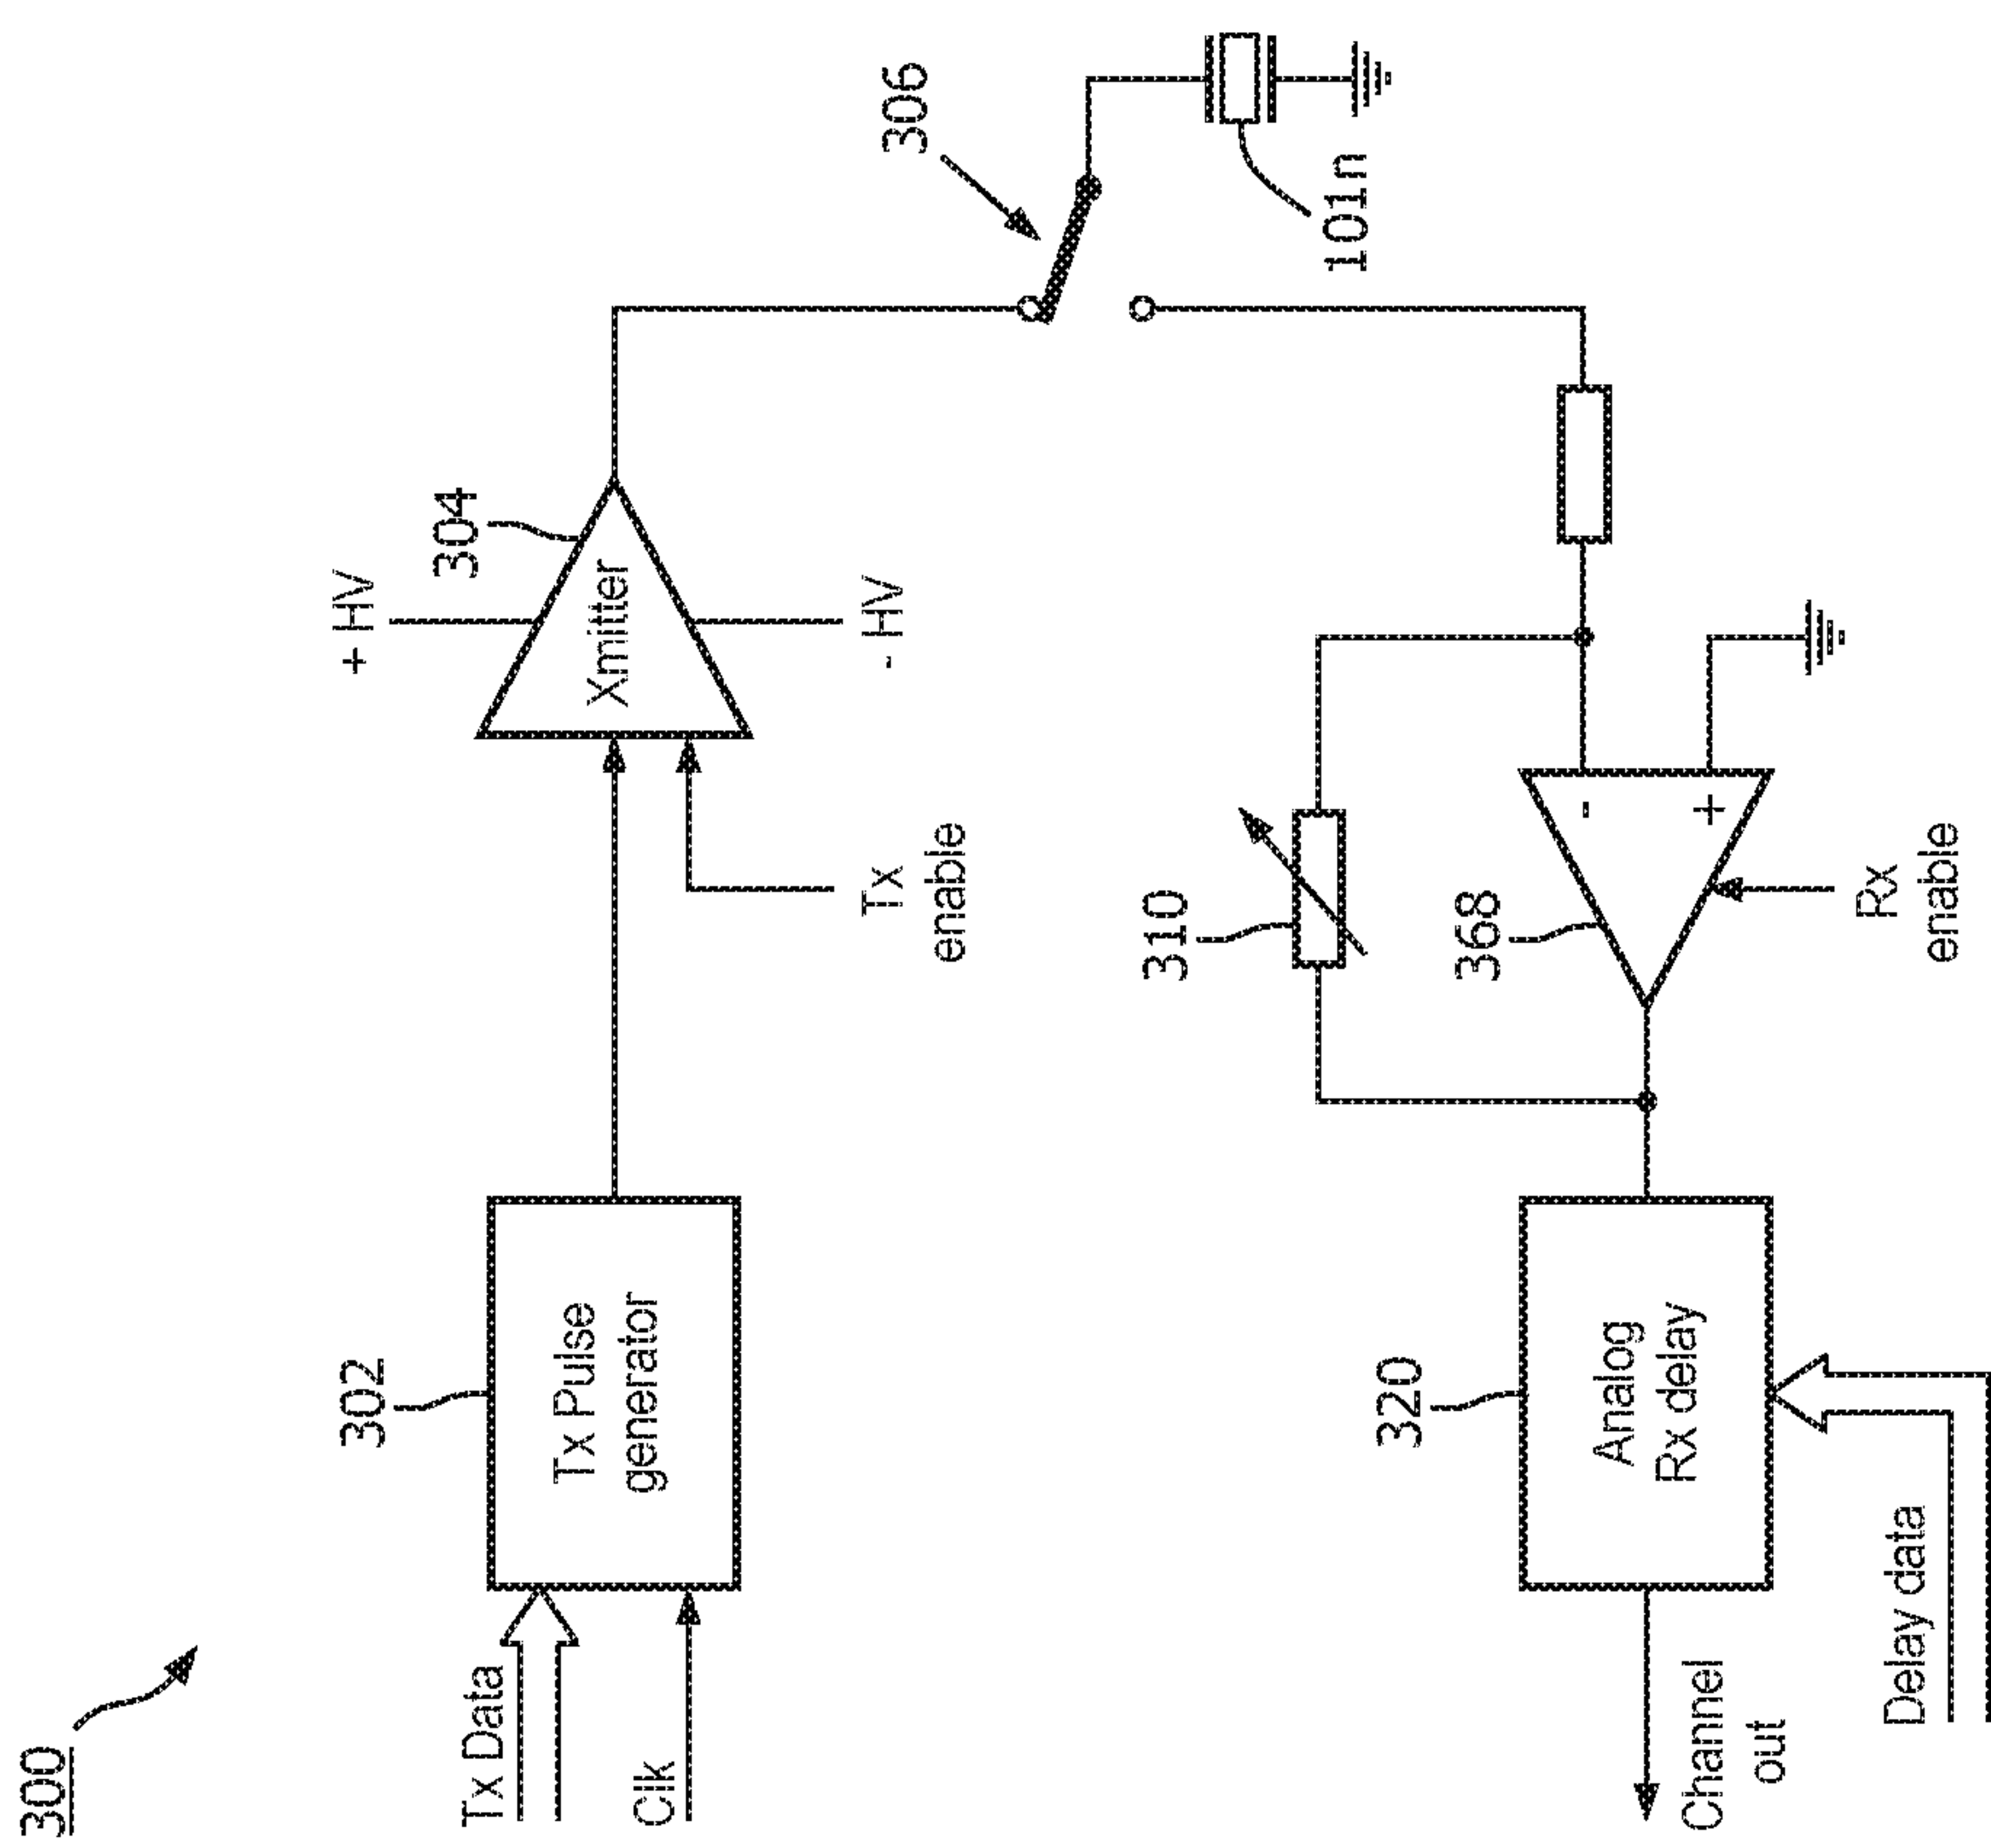 300
Tx Data
Clk
302
Tx Pulse
generator
+ HV
304
Xmitter
- HV
Tx
enable
306
101n
310
368
-
+
Rx
enable
320
Analog
Rx delay
Channel
out
Delay data